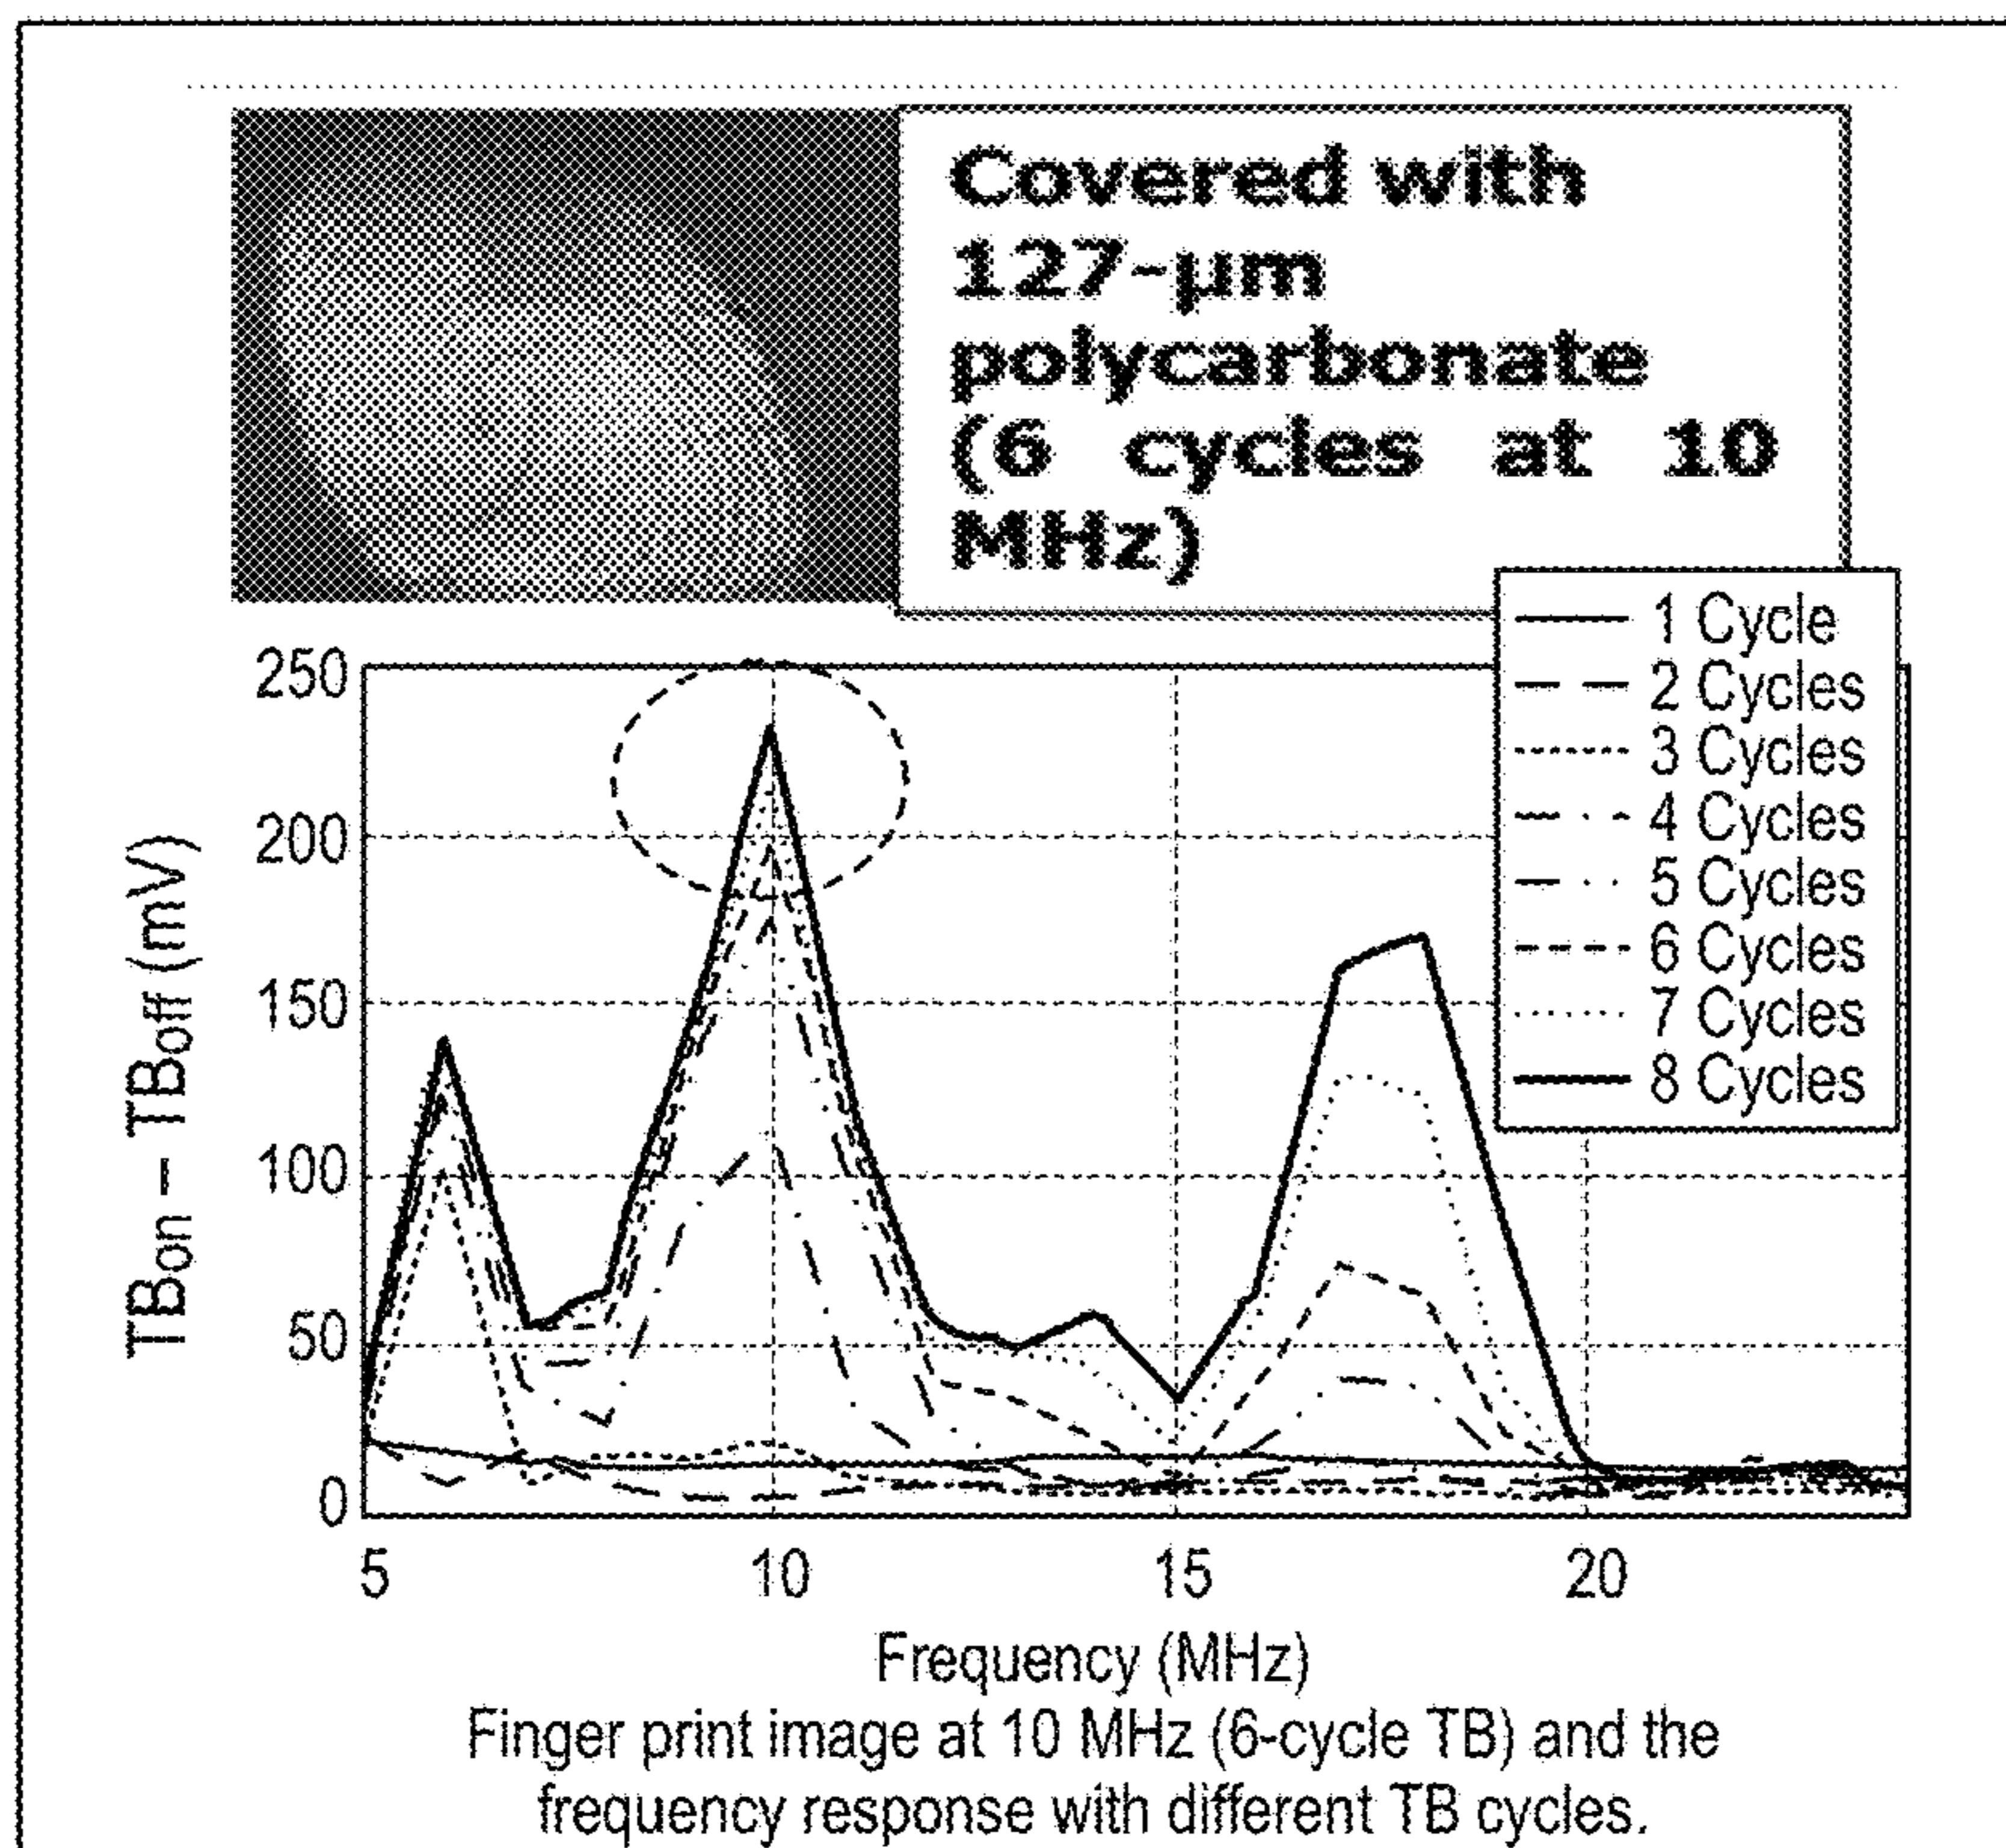 Covered with
127-µm
polycarbonate
(6 cycles at 10
MHz)
1 Cycle
2 Cycles
3 Cycles
4 Cycles
5 Cycles
6 Cycles
7 Cycles
8 Cycles
250
200
150
100
50
0
TBon – TBoff (mV)
5 10 15 20
Frequency (MHz)
Finger print image at 10 MHz (6-cycle TB) and the
frequency response with different TB cycles.